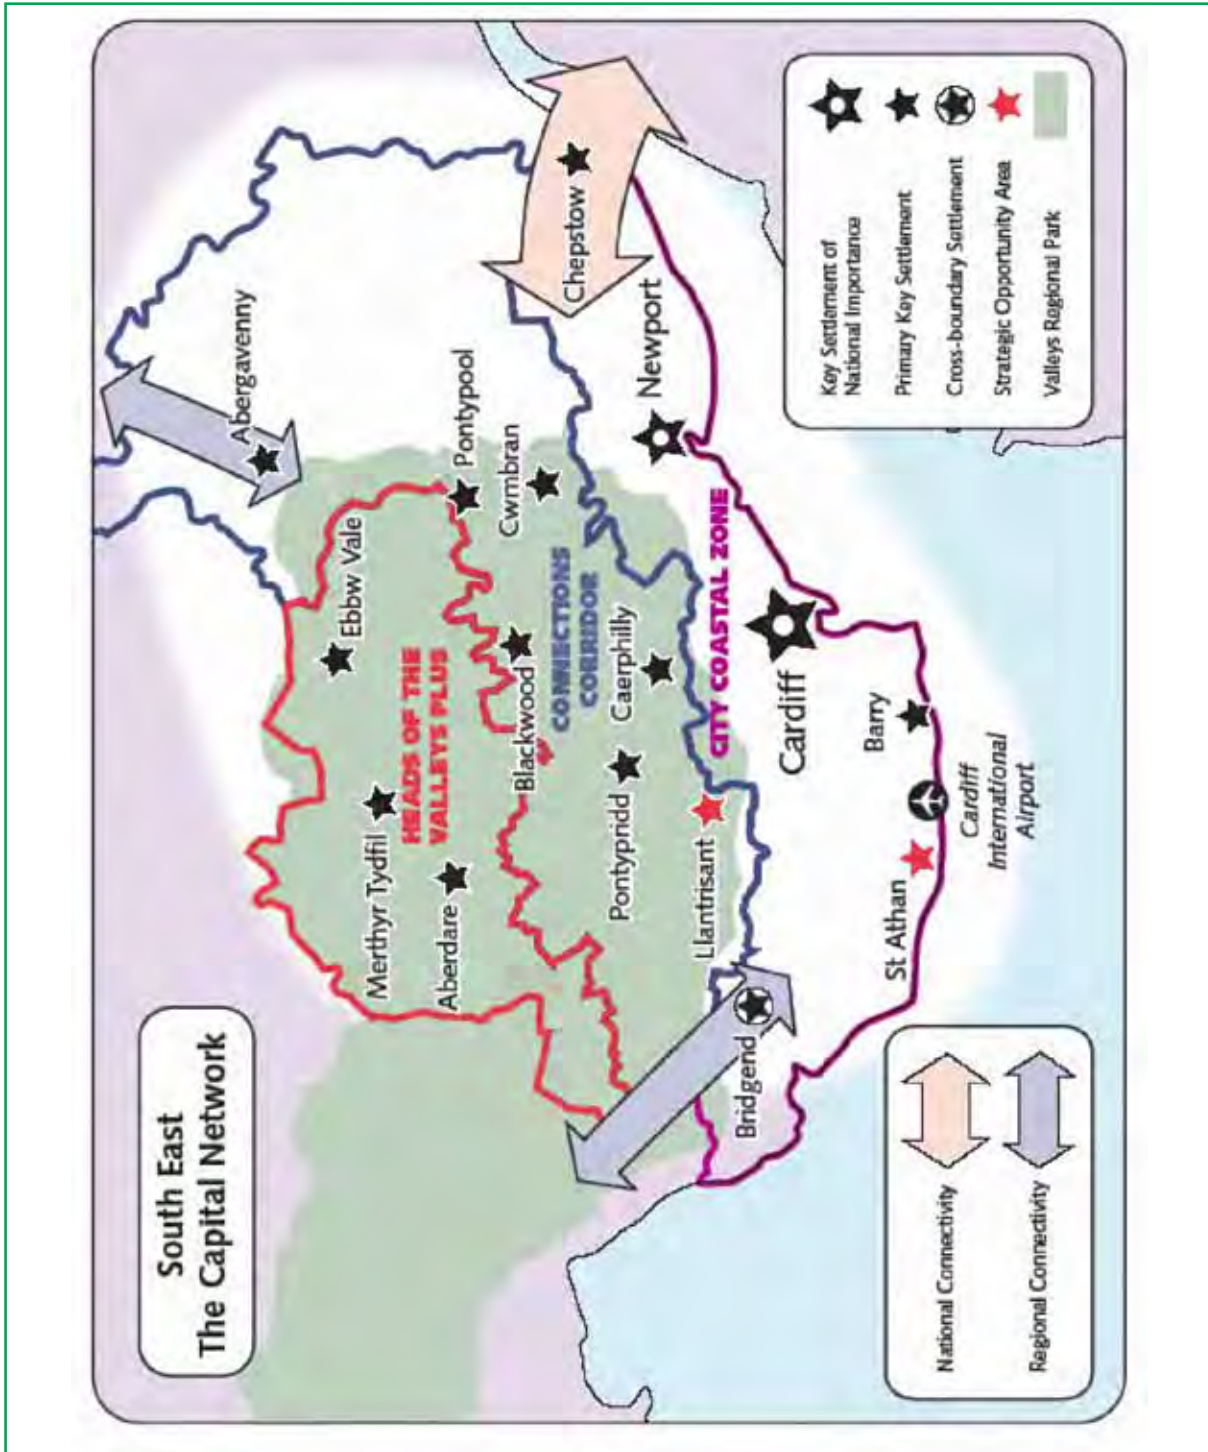 South East
The Capital Network
Abergavenny
Ebbw Vale
Merthyr Tydfil
HEADS OF THE
VALLEYS PLUS
Aberdare
Pontypool
Cwmbran
Blackwood
CONNECTIONS
CORRIDOR
Caerphilly
Pontypridd
Llantrisant
Chepstow
Newport
CITY COASTAL ZONE
Cardiff
Bridgend
Barry
St Athan
Cardiff
International
Airport
National Connectivity
Regional Connectivity
Key Settlement of
National Importance
Primary Key Settlement
Cross-boundary Settlement
Strategic Opportunity Area
Valleys Regional Park